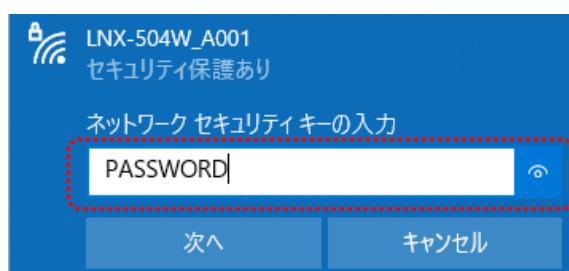 LNX-504W_A001
セキュリティ保護あり
ネットワーク セキュリティ キーの入力
PASSWORD
次へ
キャンセル